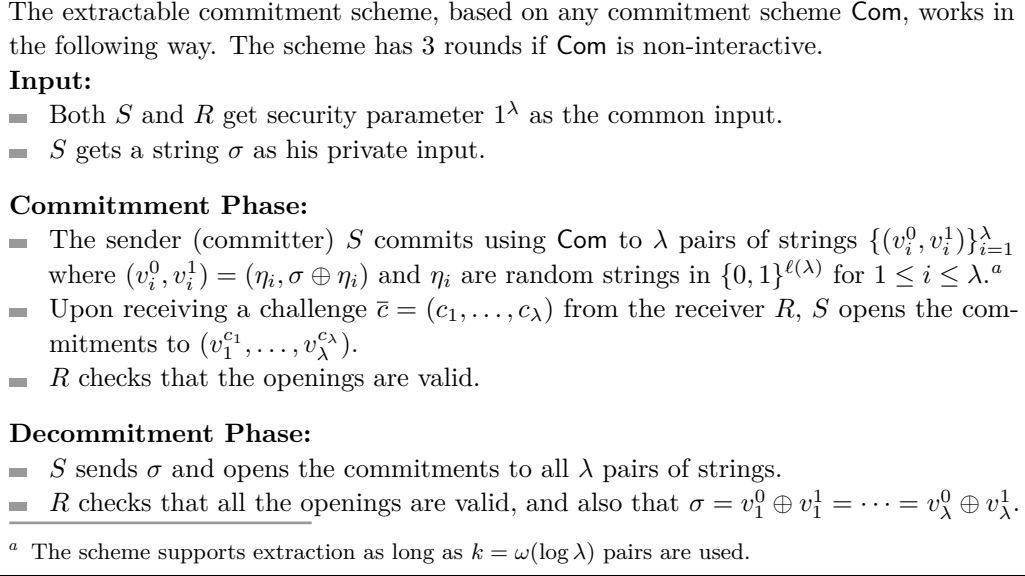 The extractable commitment scheme, based on any commitment scheme Com, works in
the following way. The scheme has 3 rounds if Com is non-interactive.
Input:
Both S and R get security parameter 1^λ as the common input.
S gets a string σ as his private input.
Commitmment Phase:
The sender (committer) S commits using Com to λ pairs of strings {(v_i^0, v_i^1)}_{i=1}^λ
where (v_i^0, v_i^1) = (η_i, σ ⊕ η_i) and η_i are random strings in {0, 1}^{ℓ(λ)} for 1 ≤ i ≤ λ.^a
Upon receiving a challenge c̄ = (c_1, . . . , c_λ) from the receiver R, S opens the com-
mitments to (v_1^{c_1}, . . . , v_λ^{c_λ}).
R checks that the openings are valid.
Decommitment Phase:
S sends σ and opens the commitments to all λ pairs of strings.
R checks that all the openings are valid, and also that σ = v_1^0 ⊕ v_1^1 = · · · = v_λ^0 ⊕ v_λ^1.
^a The scheme supports extraction as long as k = ω(log λ) pairs are used.